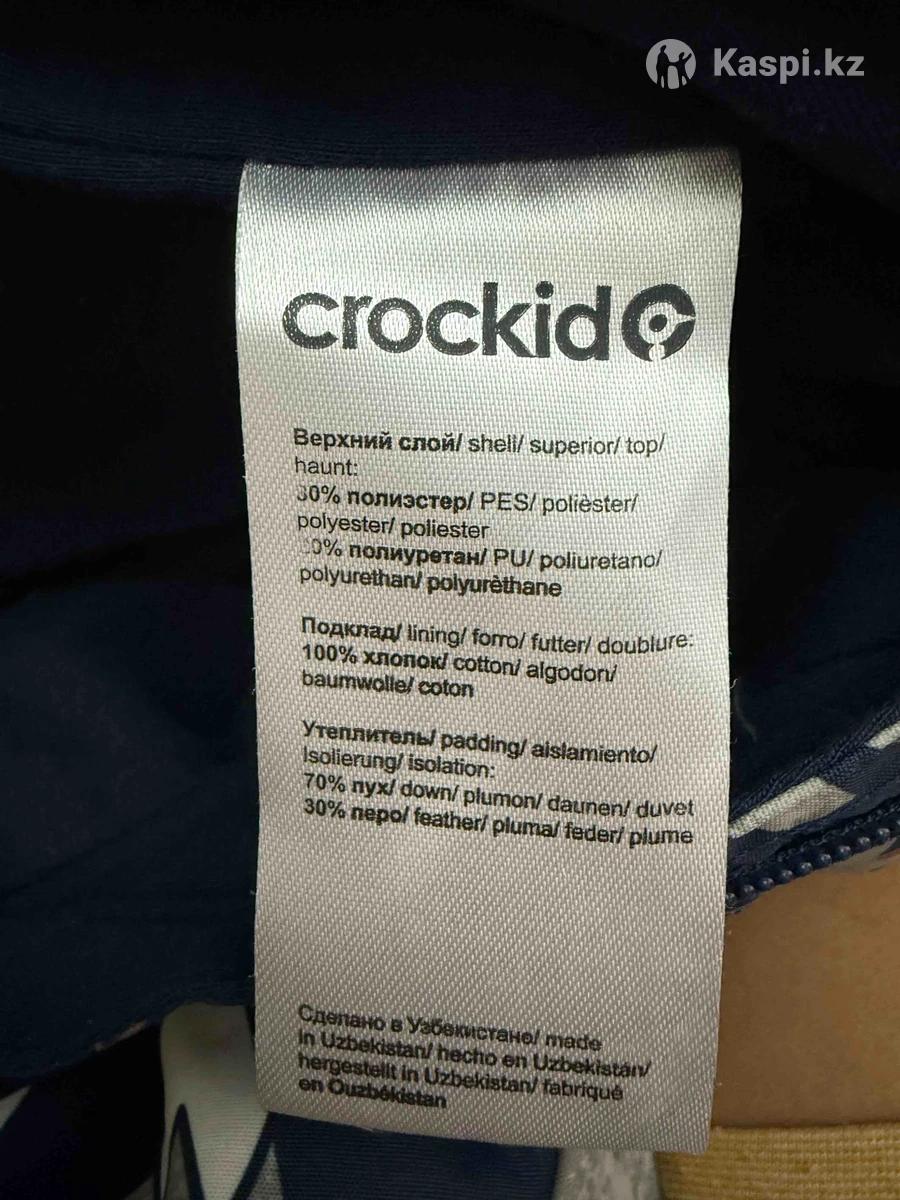 Kaspi.kz
crockid
Верхний слой/ shell/ superior/ top/
haunt:
полиэстер/ PES/ polièster/
polyester/ poliester
полиуретан/ PU/ poliuretano/
polyurethan/ polyurèthane
Подклад/ lining/ forro/ futter/ doublure:
100% хлопок/ cotton/ algodon/
baumwolle/ coton
Утеплитель/ padding/ aislamiento/
Isolierung/ isolation:
70% пух/ down/ plumon/ daunen/ duvet
30% перо/ feather/ pluma/ feder/ plume
Сделано в Узбекистане/ made
in Uzbekistan/ hecho en Uzbekistán/
hergestellt in Uzbekistan/ fabriqué
en Ouzbékistan